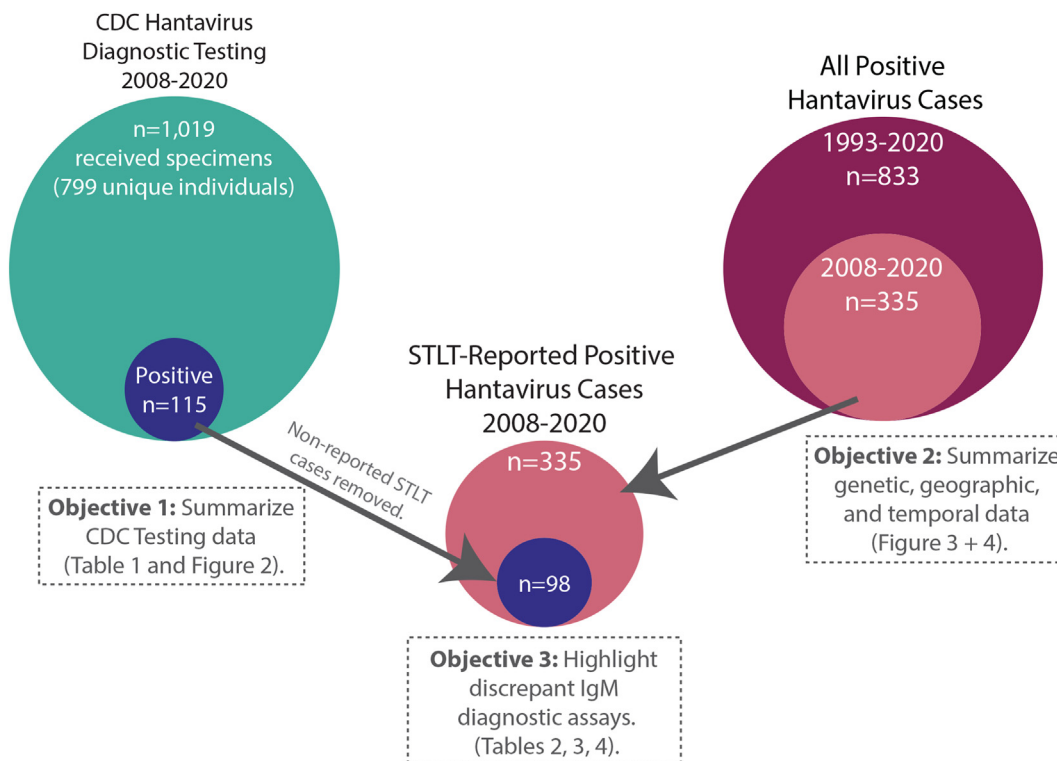 CDC Hantavirus
Diagnostic Testing
2008-2020
n=1,019
received specimens
(799 unique individuals)
Positive
n=115
Objective 1: Summarize
CDC Testing data
(Table 1 and Figure 2).
Non-reported STLT
cases removed.
STLT-Reported Positive
Hantavirus Cases
2008-2020
n=335
n=98
Objective 3: Highlight
discrepant IgM
diagnostic assays.
(Tables 2, 3, 4).
All Positive
Hantavirus Cases
1993-2020
n=833
2008-2020
n=335
Objective 2: Summarize
genetic, geographic,
and temporal data
(Figure 3 + 4).